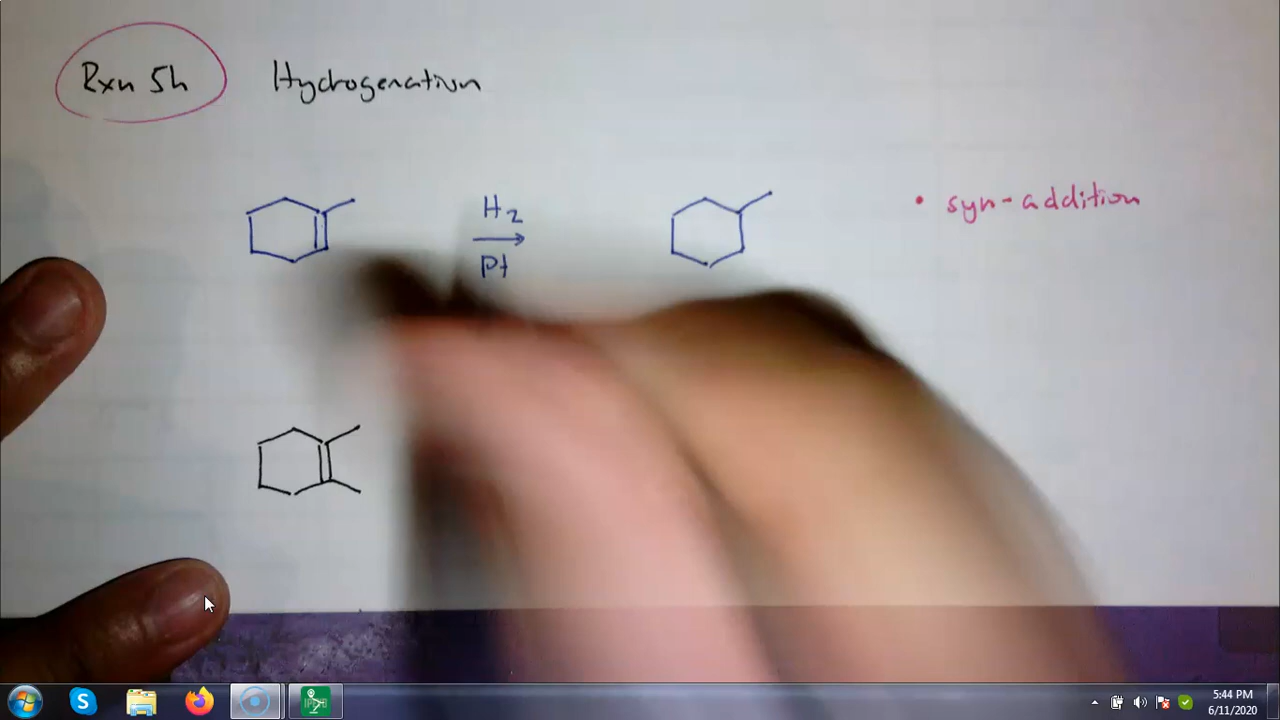 Rxn 5h
Hydrogenation
H2
Pt
• syn-addition
5:44 PM
6/11/2020